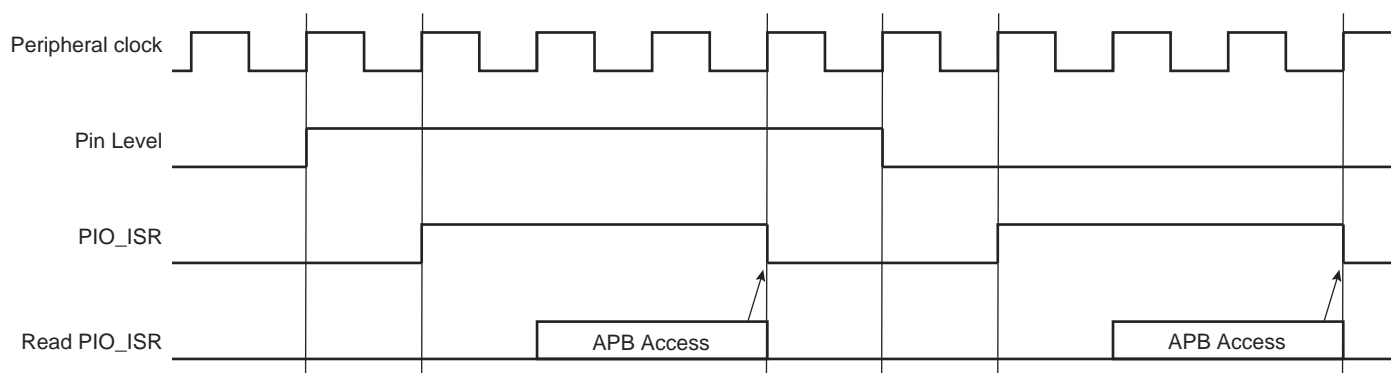 Peripheral clock
Pin Level
PIO_ISR
Read PIO_ISR
APB Access
APB Access